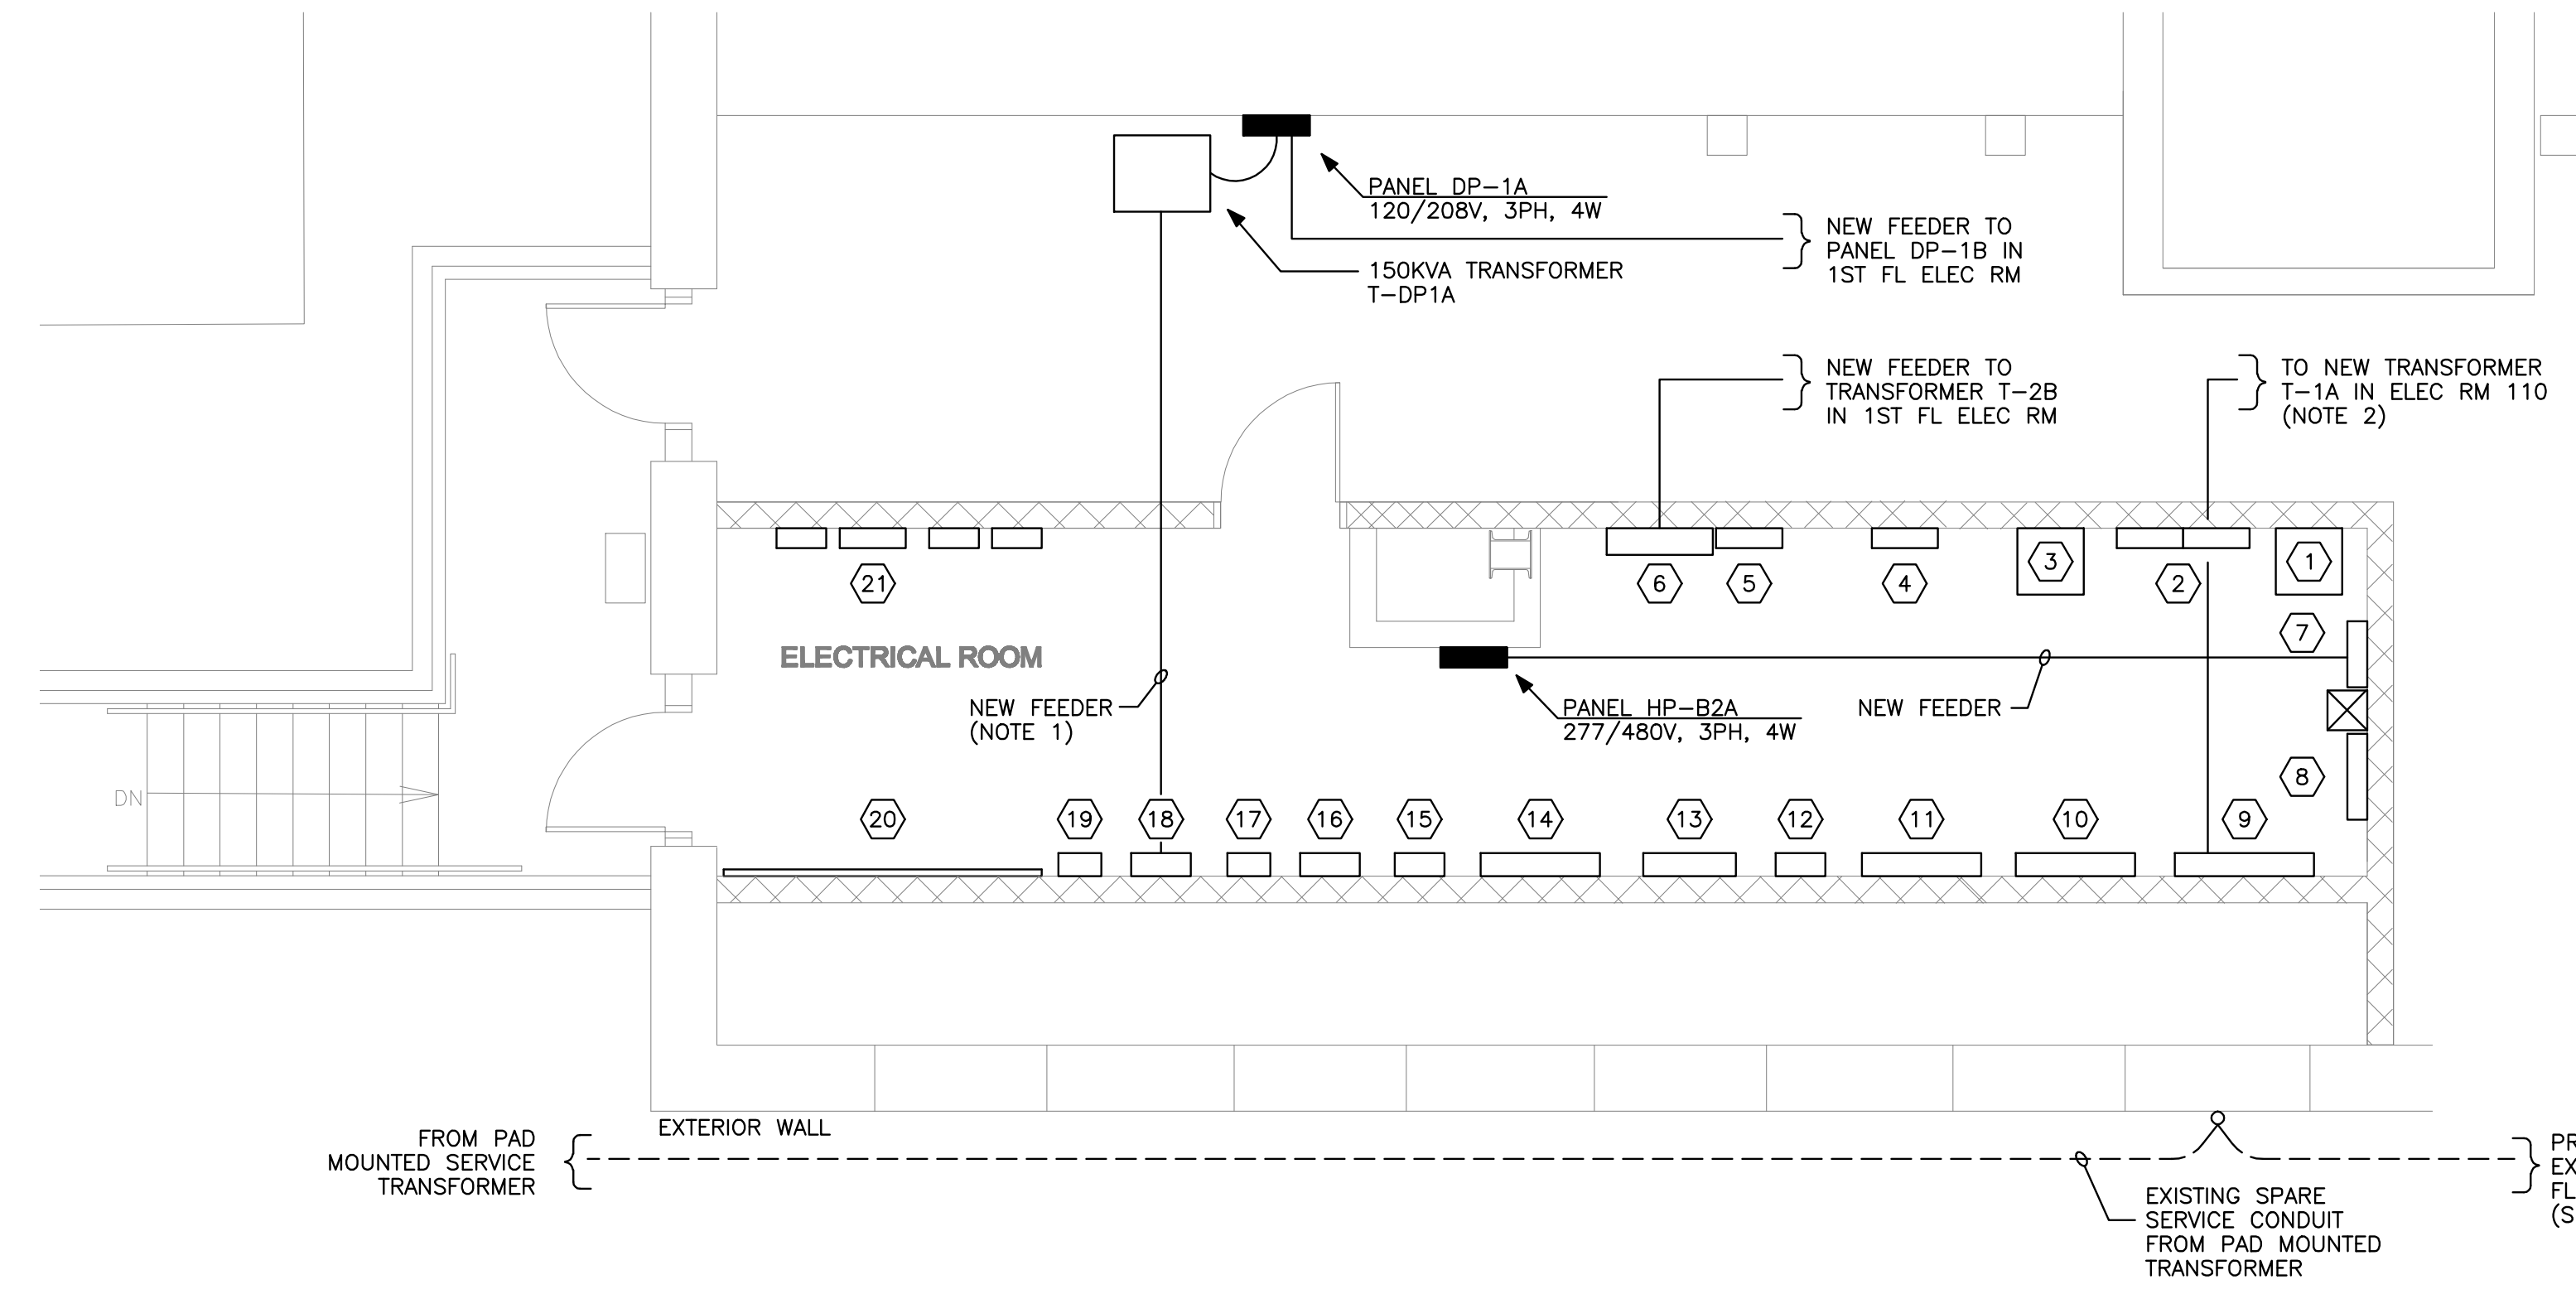 PANEL DP-1A
120/208V, 3PH, 4W
150KVA TRANSFORMER
T-DP1A
NEW FEEDER TO
PANEL DP-1B IN
1ST FL ELEC RM
NEW FEEDER TO
TRANSFORMER T-2B
IN 1ST FL ELEC RM
TO NEW TRANSFORMER
T-1A IN ELEC RM 110
(NOTE 2)
21
6
5
4
3
2
1
7
ELECTRICAL ROOM
NEW FEEDER
(NOTE 1)
PANEL HP-B2A
277/480V, 3PH, 4W
NEW FEEDER
8
DN
20
19
18
17
16
15
14
13
12
11
10
9
EXTERIOR WALL
FROM PAD
MOUNTED SERVICE
TRANSFORMER
EXISTING SPARE
SERVICE CONDUIT
FROM PAD MOUNTED
TRANSFORMER